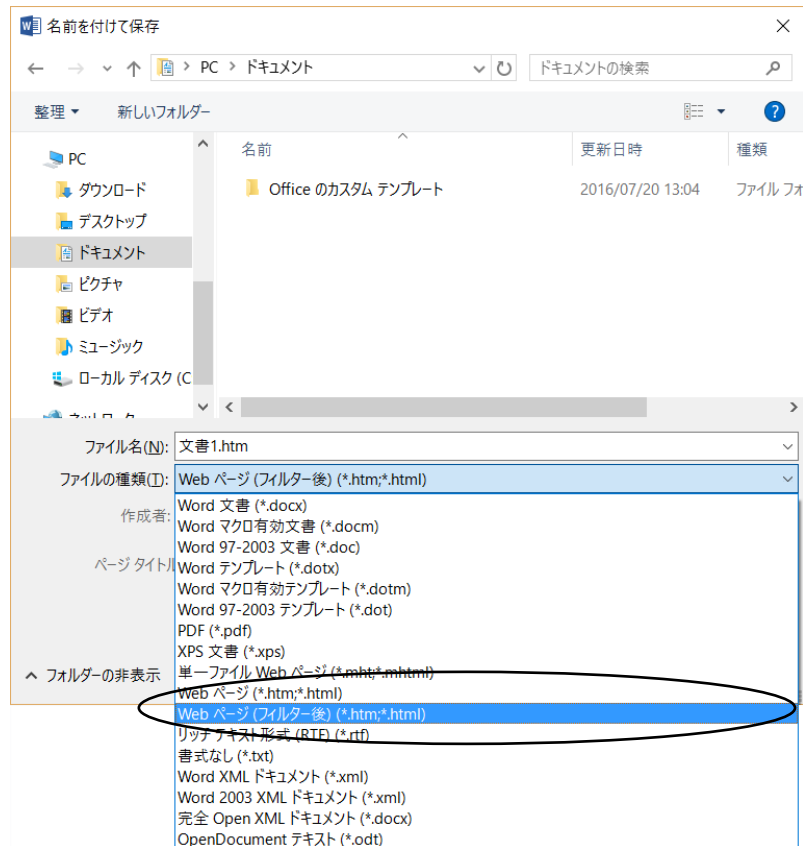 名前を付けて保存
PC > ドキュメント
ドキュメントの検索
整理
新しいフォルダー
PC
ダウンロード
デスクトップ
ドキュメント
ピクチャ
ビデオ
ミュージック
ローカル ディスク (C
名前
更新日時
種類
Office のカスタム テンプレート
2016/07/20 13:04
ファイル フォ
ファイル名(N):
文書1.htm
ファイルの種類(T):
Web ページ (フィルター後) (*.htm;*.html)
作成者:
ページ タイトル
フォルダーの非表示
Word 文書 (*.docx)
Word マクロ有効文書 (*.docm)
Word 97-2003 文書 (*.doc)
Word テンプレート (*.dotx)
Word マクロ有効テンプレート (*.dotm)
Word 97-2003 テンプレート (*.dot)
PDF (*.pdf)
XPS 文書 (*.xps)
単一ファイル Web ページ (*.mht;*.mhtml)
Web ページ (*.htm;*.html)
Web ページ (フィルター後) (*.htm;*.html)
リッチ テキスト形式 (RTF) (*.rtf)
書式なし (*.txt)
Word XML ドキュメント (*.xml)
Word 2003 XML ドキュメント (*.xml)
完全 Open XML ドキュメント (*.docx)
OpenDocument テキスト (*.odt)